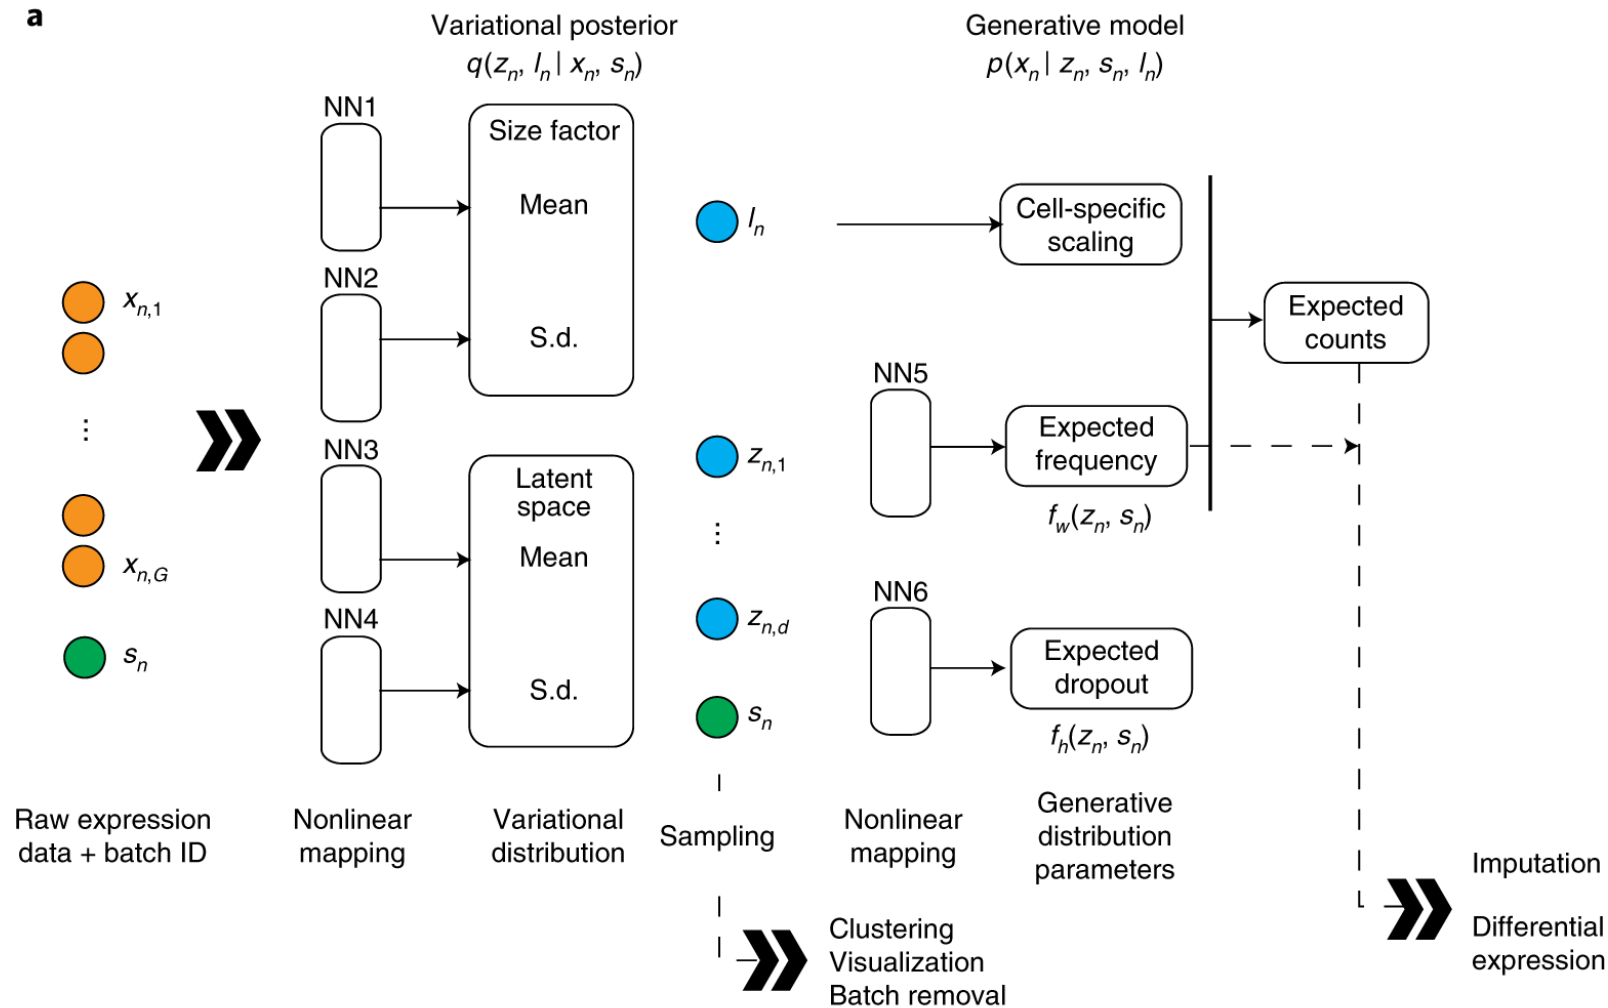 a
Variational posterior
q(zₙ, lₙ | xₙ, sₙ)
Generative model
p(xₙ | zₙ, sₙ, lₙ)
NN1
Size factor
Mean
NN2
S.d.
NN3
Latent
space
Mean
NN4
S.d.
xₙ,₁
⋮
xₙ,G
sₙ
lₙ
zₙ,₁
⋮
zₙ,d
sₙ
Cell-specific
scaling
NN5
Expected
frequency
f_w(zₙ, sₙ)
NN6
Expected
dropout
f_h(zₙ, sₙ)
Expected
counts
Raw expression
data + batch ID
Nonlinear
mapping
Variational
distribution
Sampling
Nonlinear
mapping
Generative
distribution
parameters
Clustering
Visualization
Batch removal
Imputation
Differential
expression